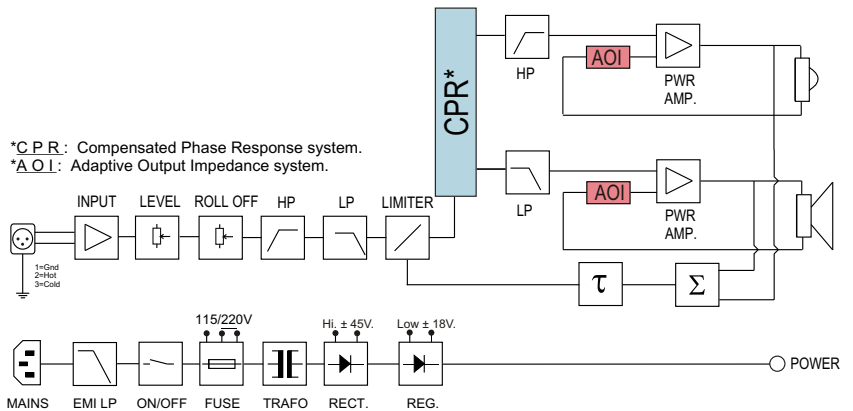 HP
AOI
PWR
AMP.
CPR*
*C P R : Compensated Phase Response system.
*A O I : Adaptive Output Impedance system.
LP
AOI
PWR
AMP.
INPUT LEVEL ROLL OFF HP LP LIMITER
1=Gnd
2=Hot
3=Cold
τ Σ
115/220V Hi. ± 45V. Low ± 18V.
POWER
MAINS EMI LP ON/OFF FUSE TRAFO RECT. REG.